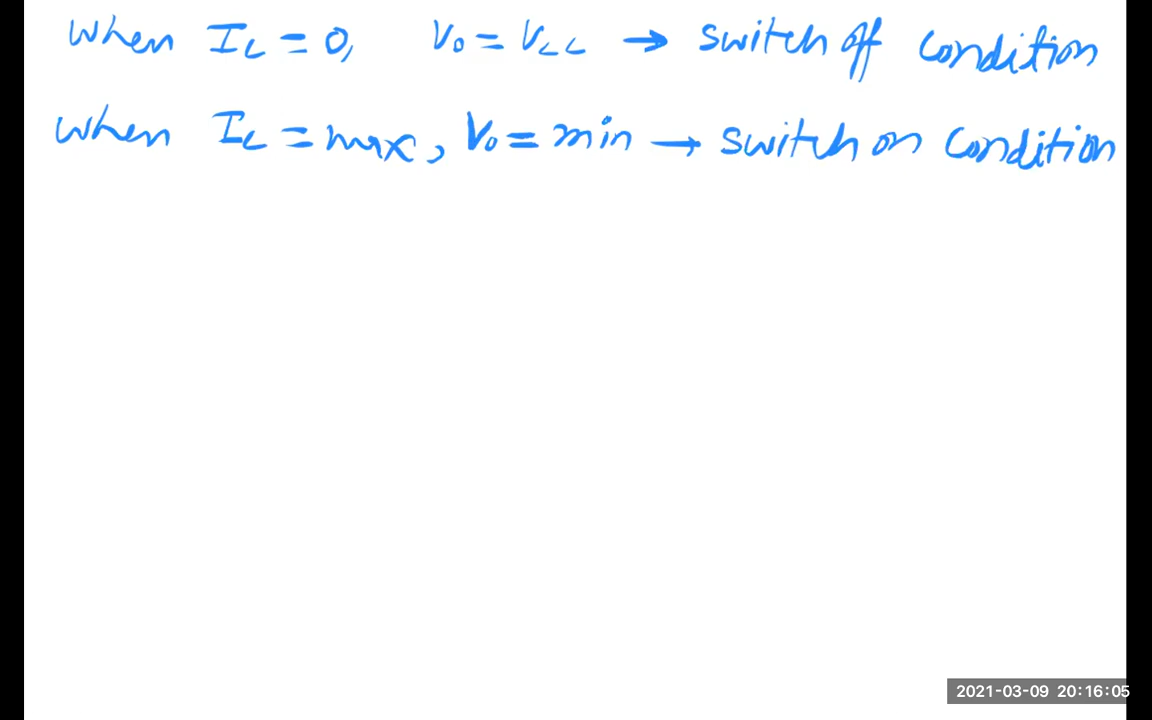 When Ic = 0, Vo = Vcc → switch off condition
When Ic = max, Vo = min → switch on condition
2021-03-09 20:16:05